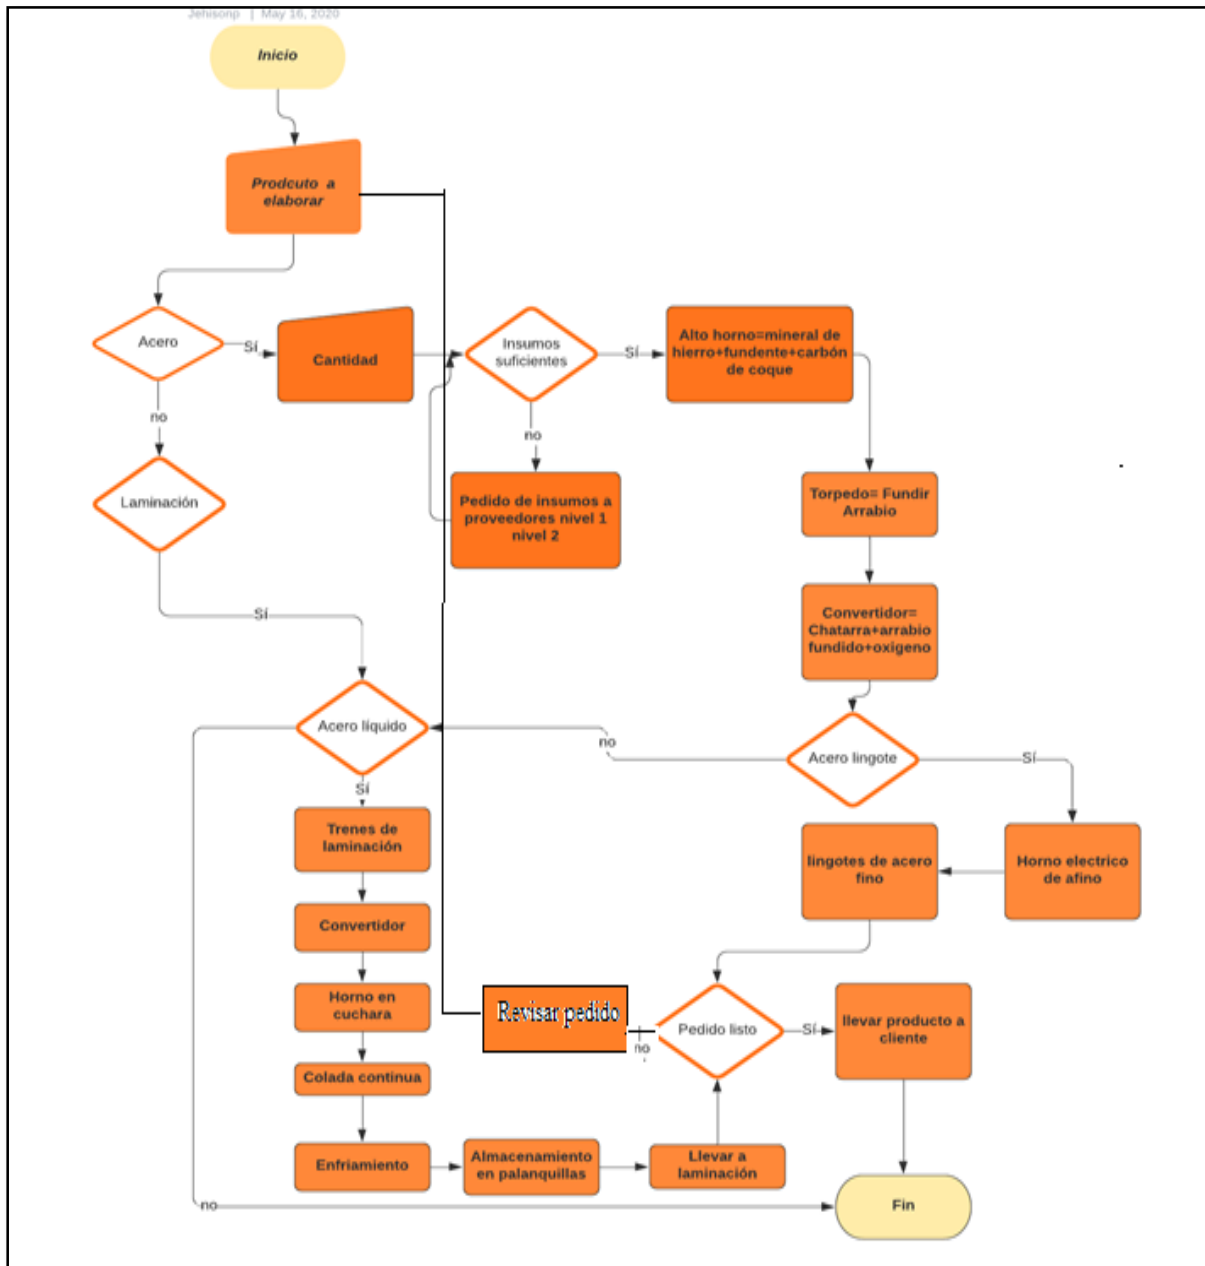 Jehisonp | May 16, 2020
Inicio
Prodcuto a
elaborar
Acero
Sí
Cantidad
Insumos
suficientes
Sí
Alto horno=mineral de
hierro+fundente+carbón
de coque
no
no
Laminación
Pedido de insumos a
proveedores nivel 1
nivel 2
Torpedo= Fundir
Arrabio
Convertidor=
Chatarra+arrabio
fundido+oxigeno
Sí
Acero líquido
no
Acero lingote
Sí
Sí
Trenes de
laminación
lingotes de acero
fino
Horno electrico
de afino
Convertidor
Horno en
cuchara
Revisar pedido
no
Pedido listo
Sí
llevar producto a
cliente
Colada continua
Enfriamiento
Almacenamiento
en palanquillas
Llevar a
laminación
no
Fin